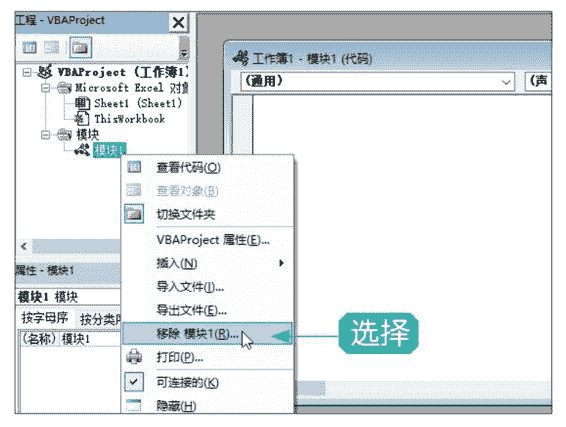 工程 - VBAProject
VBAProject (工作簿1)
Microsoft Excel 对象
Sheet1 (Sheet1)
ThisWorkbook
模块
模块1
属性 - 模块1
模块1 模块
按字母序 按分类序
(名称) 模块1
工作簿1 - 模块1 (代码)
(通用)
(声
查看代码(O)
查看对象(B)
切换文件夹
VBAProject 属性(E)...
插入(N)
导入文件(I)...
导出文件(E)...
移除 模块1(R)...
打印(P)...
可连接的(K)
隐藏(H)
选择